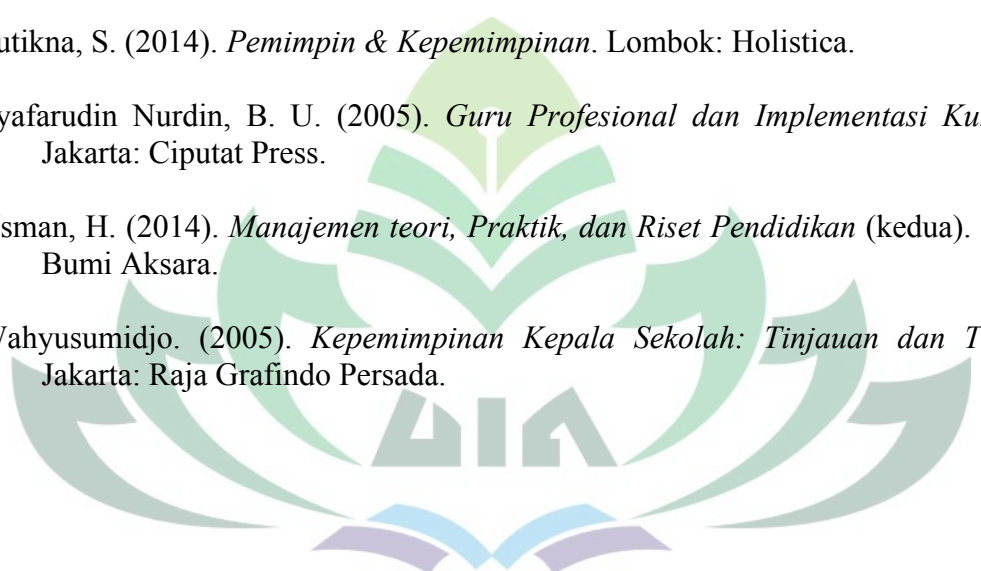 utikna, S. (2014). Pemimpin & Kepemimpinan. Lombok: Holistica.
yafarudin Nurdin, B. U. (2005). Guru Profesional dan Implementasi Ku
Jakarta: Ciputat Press.
sman, H. (2014). Manajemen teori, Praktik, dan Riset Pendidikan (kedua).
Bumi Aksara.
Wahyusumidjo. (2005). Kepemimpinan Kepala Sekolah: Tinjauan dan T
Jakarta: Raja Grafindo Persada.
UIN